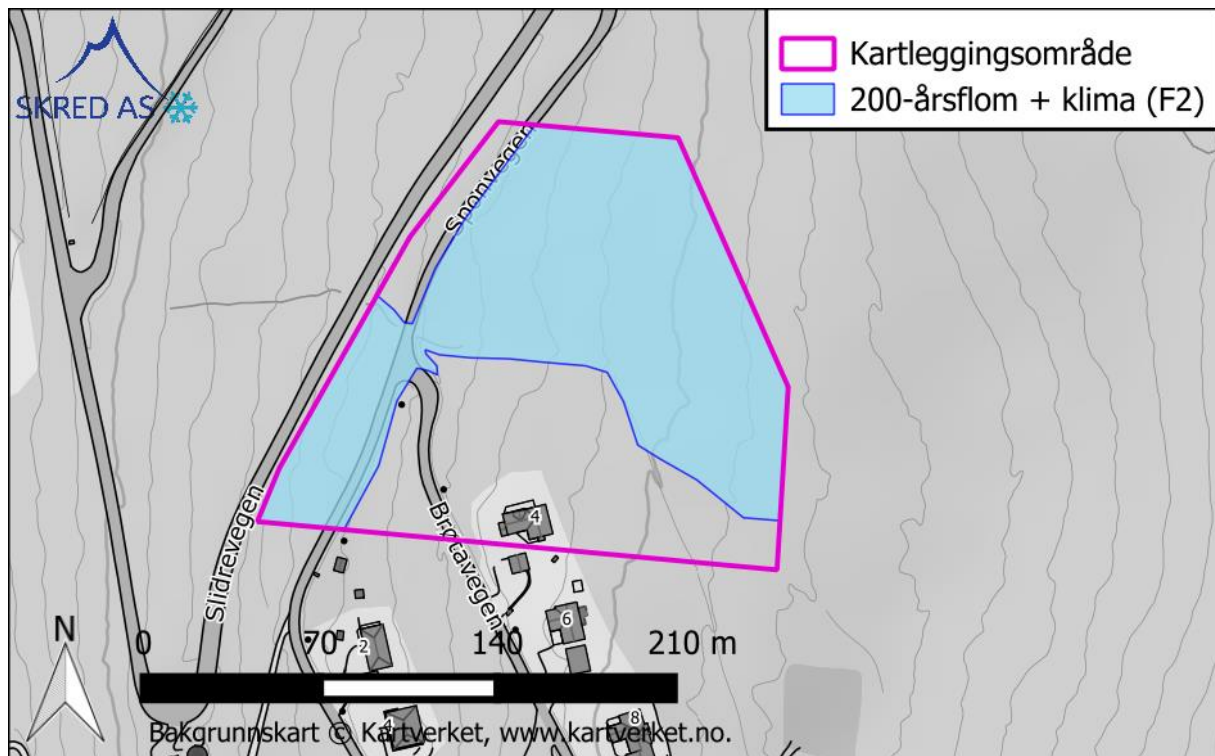 SKRED AS
Kartleggingsområde
200-årsflom + klima (F2)
Sponvegen
Slidrevegen
Brøtavegen
4
6
2
4
8
N
0 70 140 210 m
Bakgrunnskart © Kartverket, www.kartverket.no.